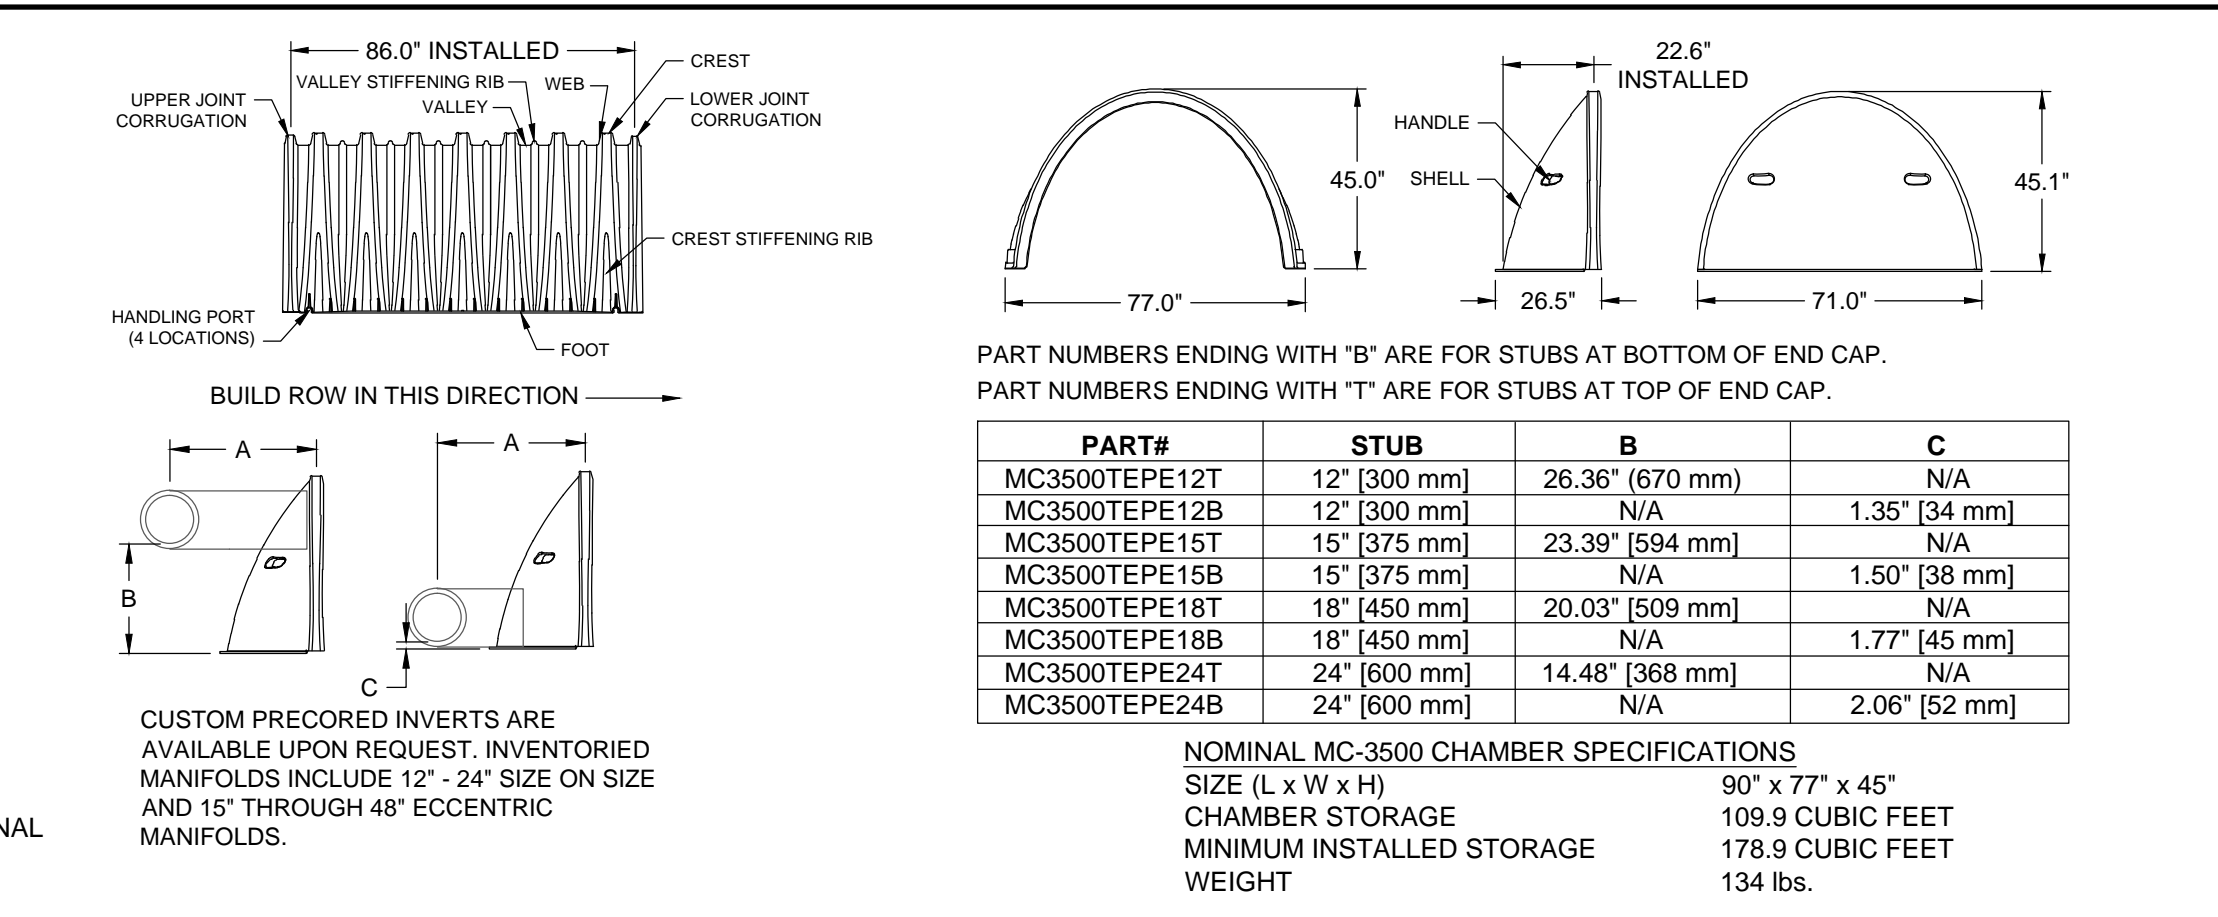 86.0" INSTALLED
CREST
VALLEY STIFFENING RIB
WEB
UPPER JOINT
CORRUGATION
VALLEY
LOWER JOINT
CORRUGATION
CREST STIFFENING RIB
HANDLING PORT
(4 LOCATIONS)
FOOT
BUILD ROW IN THIS DIRECTION
22.6"
INSTALLED
HANDLE
SHELL
45.0"
45.1"
77.0"
26.5"
71.0"
PART NUMBERS ENDING WITH "B" ARE FOR STUBS AT BOTTOM OF END CAP.
PART NUMBERS ENDING WITH "T" ARE FOR STUBS AT TOP OF END CAP.
A
A
B
C
CUSTOM PRECORED INVERTS ARE
AVAILABLE UPON REQUEST. INVENTORIED
MANIFOLDS INCLUDE 12" - 24" SIZE ON SIZE
AND 15" THROUGH 48" ECCENTRIC
MANIFOLDS.
NAL
PART# STUB B C
MC3500TEPE12T 12" [300 mm] 26.36" (670 mm) N/A
MC3500TEPE12B 12" [300 mm] N/A 1.35" [34 mm]
MC3500TEPE15T 15" [375 mm] 23.39" [594 mm] N/A
MC3500TEPE15B 15" [375 mm] N/A 1.50" [38 mm]
MC3500TEPE18T 18" [450 mm] 20.03" [509 mm] N/A
MC3500TEPE18B 18" [450 mm] N/A 1.77" [45 mm]
MC3500TEPE24T 24" [600 mm] 14.48" [368 mm] N/A
MC3500TEPE24B 24" [600 mm] N/A 2.06" [52 mm]
NOMINAL MC-3500 CHAMBER SPECIFICATIONS
SIZE (L x W x H) 90" x 77" x 45"
CHAMBER STORAGE 109.9 CUBIC FEET
MINIMUM INSTALLED STORAGE 178.9 CUBIC FEET
WEIGHT 134 lbs.